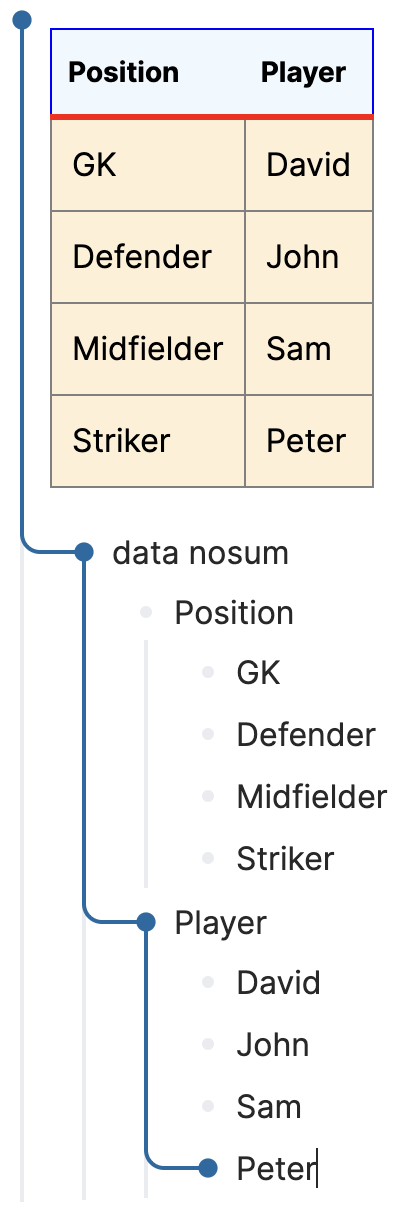 Position Player
GK David
Defender John
Midfielder Sam
Striker Peter
data nosum
Position
GK
Defender
Midfielder
Striker
Player
David
John
Sam
Peter